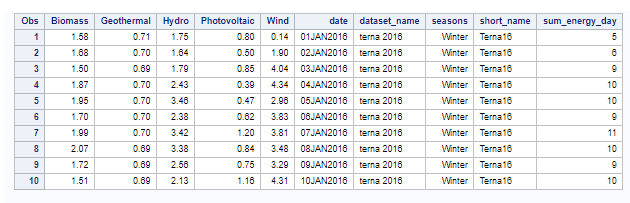 Obs Biomass Geothermal Hydro Photovoltaic Wind date dataset_name seasons short_name sum_energy_day
1 1.58 0.71 1.75 0.80 0.14 01JAN2016 terna 2016 Winter Terna16 5
2 1.68 0.70 1.64 0.50 1.90 02JAN2016 terna 2016 Winter Terna16 6
3 1.50 0.69 1.79 0.85 4.04 03JAN2016 terna 2016 Winter Terna16 9
4 1.87 0.70 2.43 0.39 4.34 04JAN2016 terna 2016 Winter Terna16 10
5 1.95 0.70 3.46 0.47 2.96 05JAN2016 terna 2016 Winter Terna16 10
6 1.70 0.70 2.38 0.62 3.83 06JAN2016 terna 2016 Winter Terna16 9
7 1.99 0.70 3.42 1.20 3.81 07JAN2016 terna 2016 Winter Terna16 11
8 2.07 0.69 3.38 0.84 3.48 08JAN2016 terna 2016 Winter Terna16 10
9 1.72 0.69 2.56 0.75 3.29 09JAN2016 terna 2016 Winter Terna16 9
10 1.51 0.69 2.13 1.16 4.31 10JAN2016 terna 2016 Winter Terna16 10